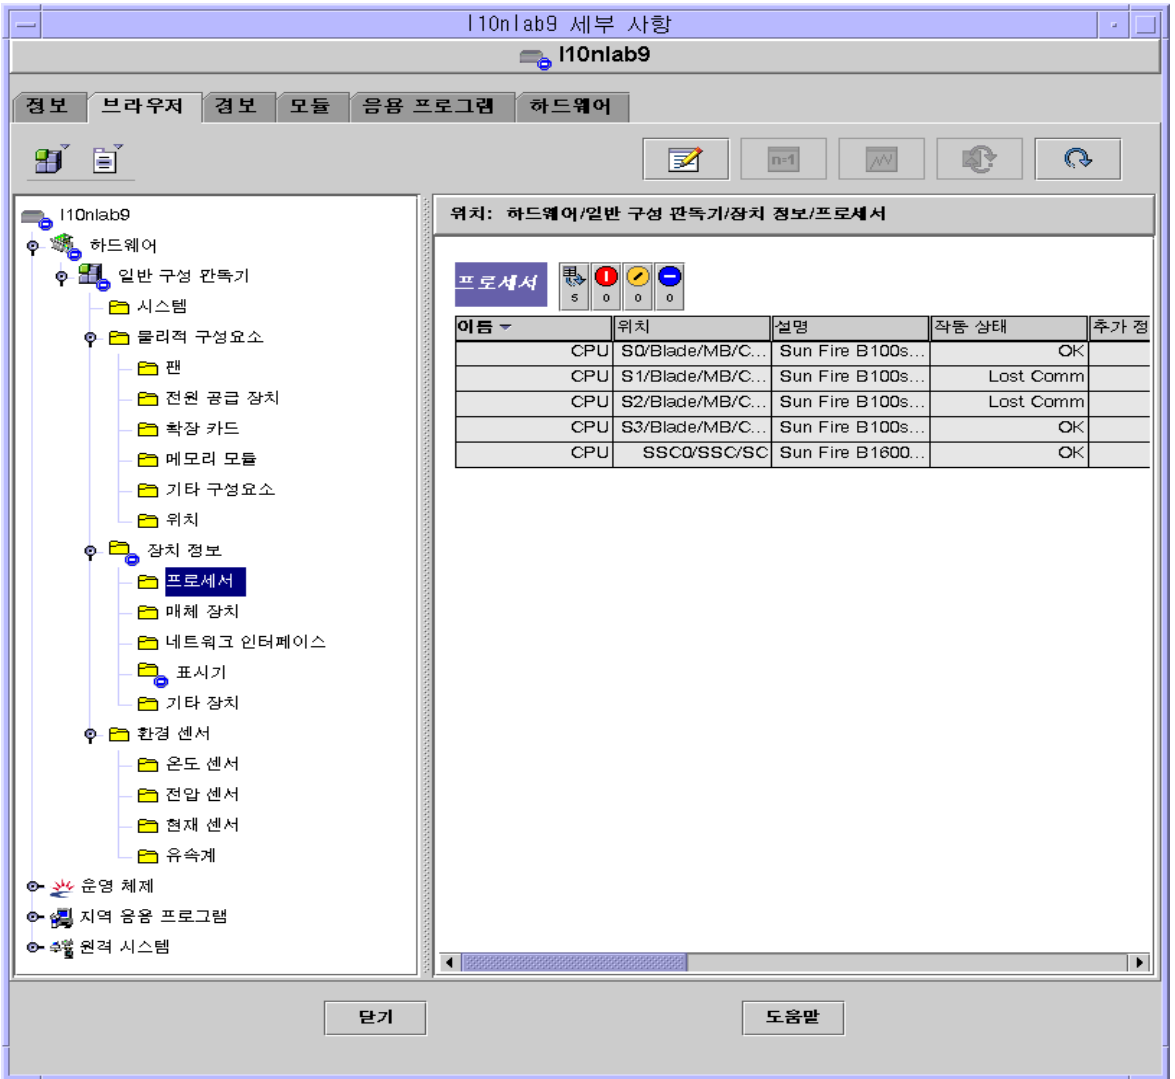 l10nlab9 세부 사항
l10nlab9
정보 브라우저 경보 모듈 응용 프로그램 하드웨어
n=1
l10nlab9
하드웨어
일반 구성 판독기
시스템
물리적 구성요소
팬
전원 공급 장치
확장 카드
메모리 모듈
기타 구성요소
위치
장치 정보
프로세서
매체 장치
네트워크 인터페이스
표시기
기타 장치
환경 센서
온도 센서
전압 센서
현재 센서
유속계
운영 체제
지역 응용 프로그램
원격 시스템
위치: 하드웨어/일반 구성 판독기/장치 정보/프로세서
프로세서 5 0 0 0
이름 위치 설명 작동 상태 추가 정
CPU S0/Blade/MB/C... Sun Fire B100s... OK
CPU S1/Blade/MB/C... Sun Fire B100s... Lost Comm
CPU S2/Blade/MB/C... Sun Fire B100s... Lost Comm
CPU S3/Blade/MB/C... Sun Fire B100s... OK
CPU SSC0/SSC/SC Sun Fire B1600... OK
닫기 도움말